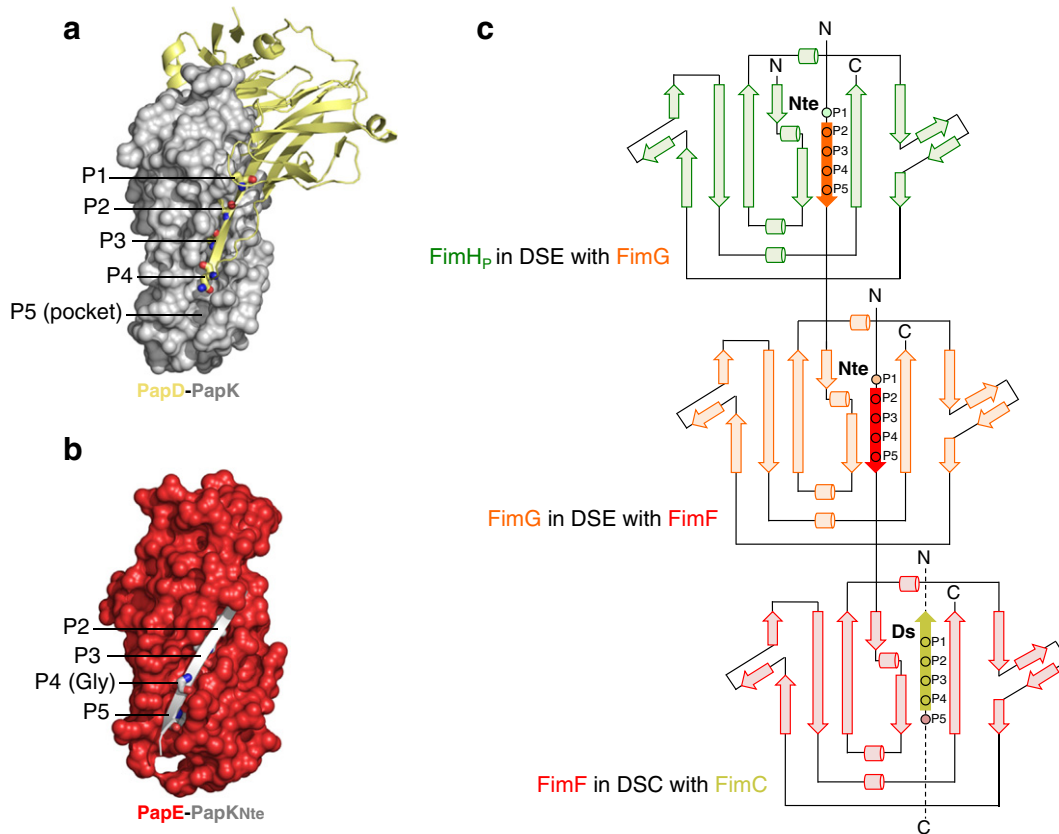 a
P1
P2
P3
P4
P5 (pocket)
PapD-PapK
b
P2
P3
P4 (Gly)
P5
PapE-PapKNte
c
N
N
C
Nte
P1
P2
P3
P4
P5
FimHP in DSE with FimG
N
C
Nte
P1
P2
P3
P4
P5
FimG in DSE with FimF
N
C
Ds
P1
P2
P3
P4
P5
FimF in DSC with FimC
C